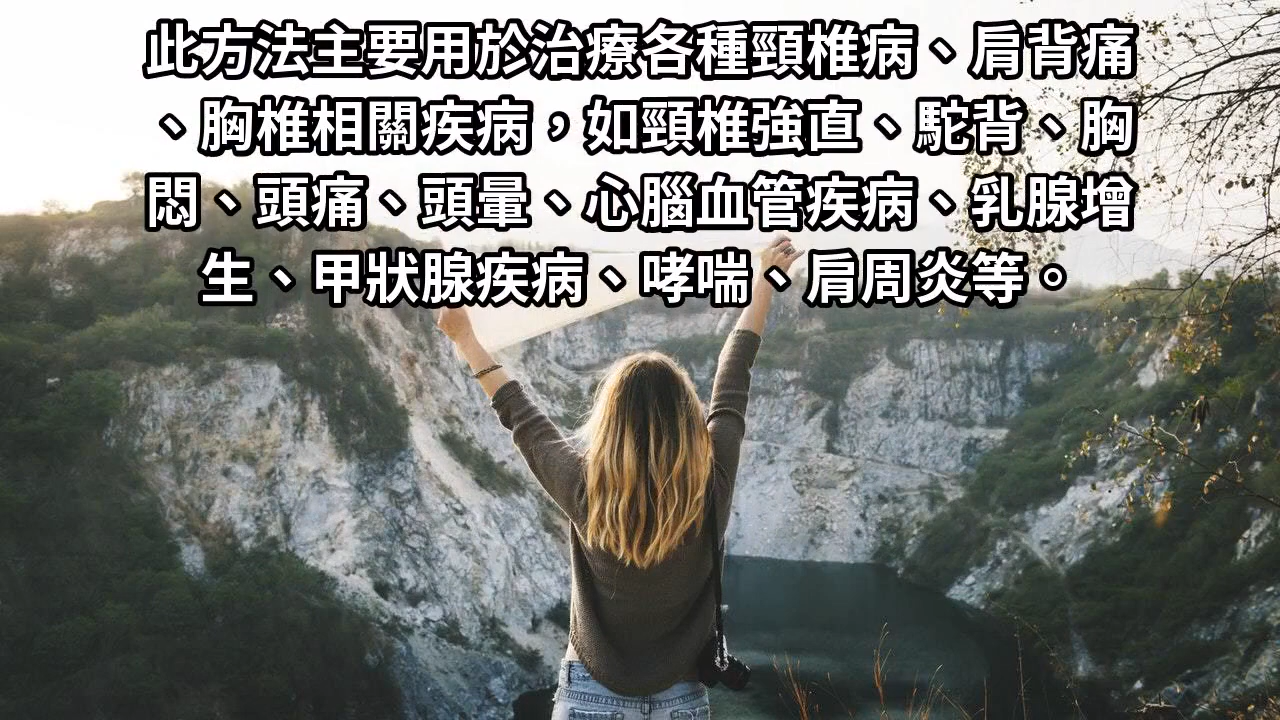 此方法主要用於治療各種頸椎病、肩背痛
、胸椎相關疾病，如頸椎強直、駝背、胸
悶、頭痛、頭暈、心腦血管疾病、乳腺增
生、甲狀腺疾病、哮喘、肩周炎等。